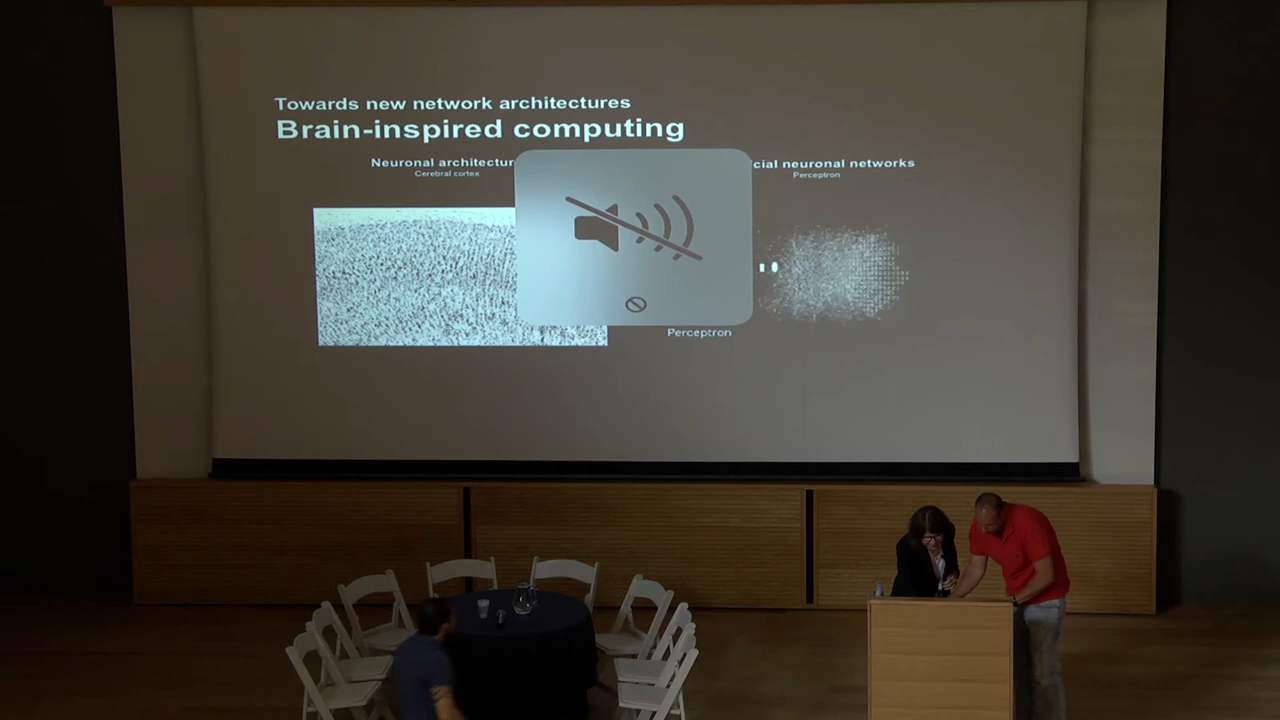 Towards new network architectures
Brain-inspired computing
Neuronal architectur
Cerebral cortex
cial neuronal networks
Perceptron
Perceptron